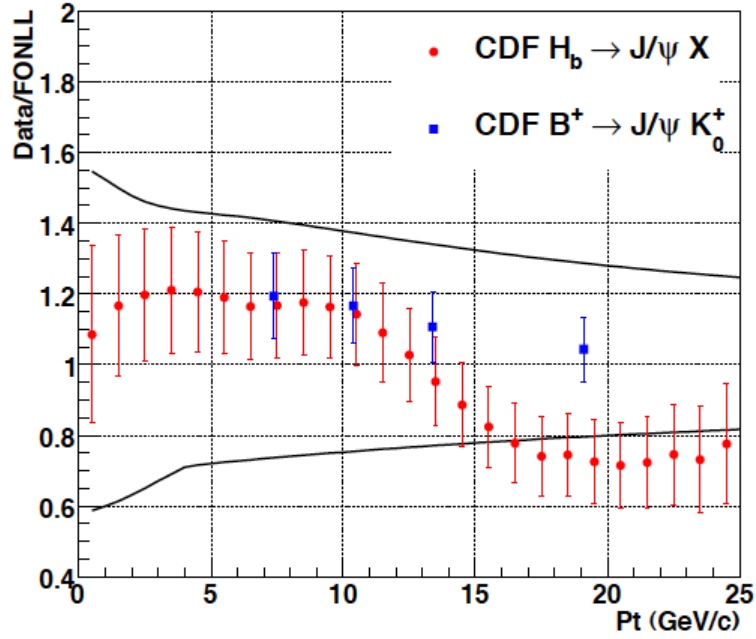 Data/FONLL
2
1.8
1.6
1.4
1.2
1
0.8
0.6
0.4
CDF H_b → J/ψ X
CDF B^+ → J/ψ K_0^+
0 5 10 15 20 25
Pt (GeV/c)